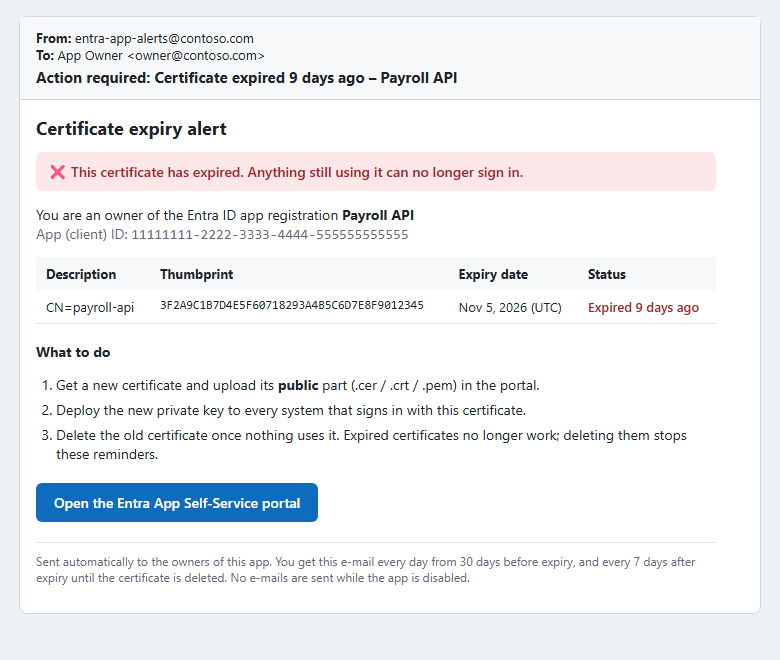 From: entra-app-alerts@contoso.com
To: App Owner <owner@contoso.com>
Action required: Certificate expired 9 days ago – Payroll API
Certificate expiry alert
❌ This certificate has expired. Anything still using it can no longer sign in.
You are an owner of the Entra ID app registration Payroll API
App (client) ID: 11111111-2222-3333-4444-555555555555
Description Thumbprint Expiry date Status
CN=payroll-api 3F2A9C1B7D4E5F60718293A4B5C6D7E8F9012345 Nov 5, 2026 (UTC) Expired 9 days ago
What to do
1. Get a new certificate and upload its public part (.cer / .crt / .pem) in the portal.
2. Deploy the new private key to every system that signs in with this certificate.
3. Delete the old certificate once nothing uses it. Expired certificates no longer work; deleting them stops
these reminders.
Open the Entra App Self-Service portal
Sent automatically to the owners of this app. You get this e-mail every day from 30 days before expiry, and every 7 days after
expiry until the certificate is deleted. No e-mails are sent while the app is disabled.